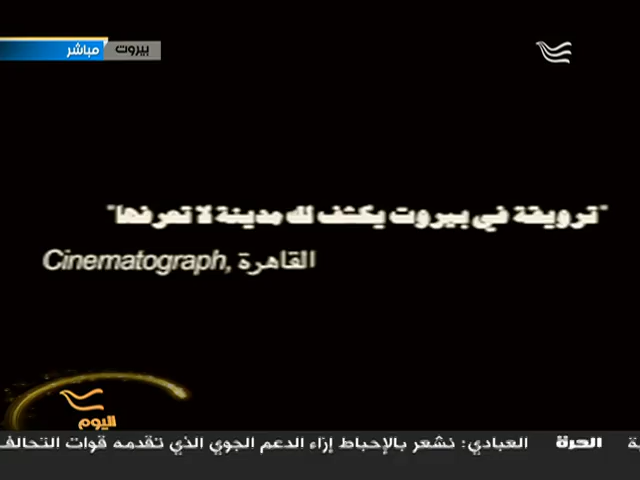 مباشر بيروت
"ترويقة في بيروت يكشف لك مدينة لا تعرفها"
Cinematograph, القاهرة
اليوم
الحرة العبادي: نشعر بالإحباط إزاء الدعم الجوي الذي تقدمه قوات التحالف